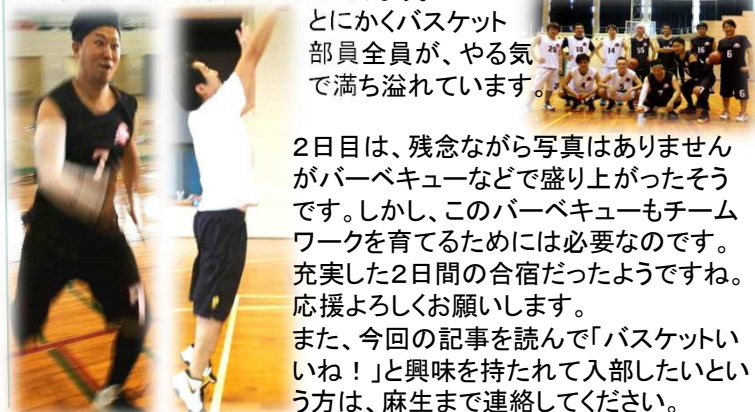 とにかくバスケット
部員全員が、やる気
で満ち溢れています。
2日目は、残念ながら写真はありません
がバーベキューなどで盛り上がったそう
です。しかし、このバーベキューもチーム
ワークを育てるためには必要なのです。
充実した2日間の合宿だったようですね。
応援よろしくお願いします。
また、今回の記事を読んで「バスケットい
いね!」と興味を持たれて入部したいとい
う方は、麻生まで連絡してください。